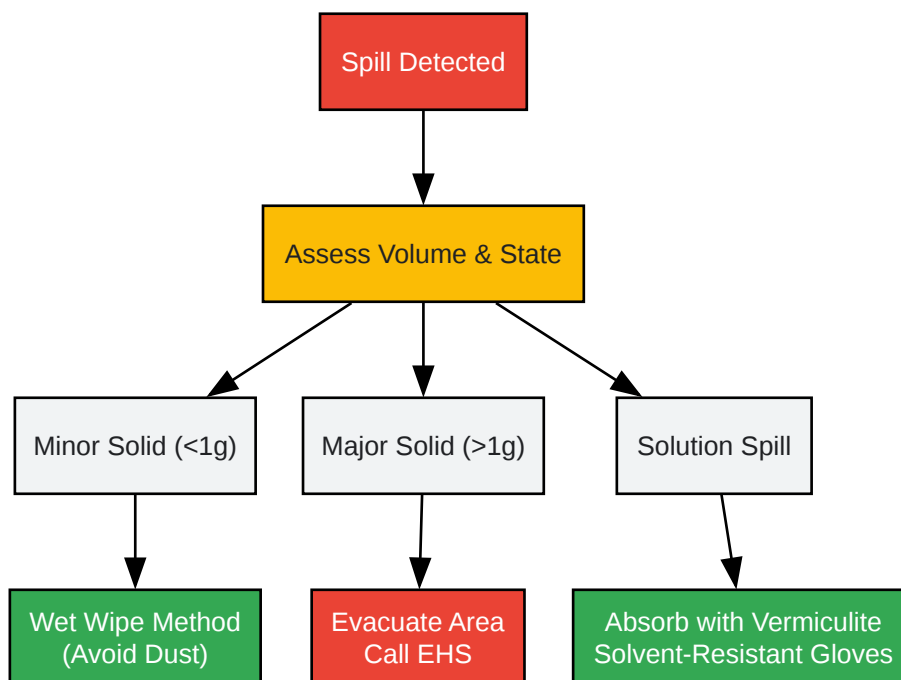 Spill Detected
Assess Volume & State
Minor Solid (<1g)
Major Solid (>1g)
Solution Spill
Wet Wipe Method
(Avoid Dust)
Evacuate Area
Call EHS
Absorb with Vermiculite
Solvent-Resistant Gloves